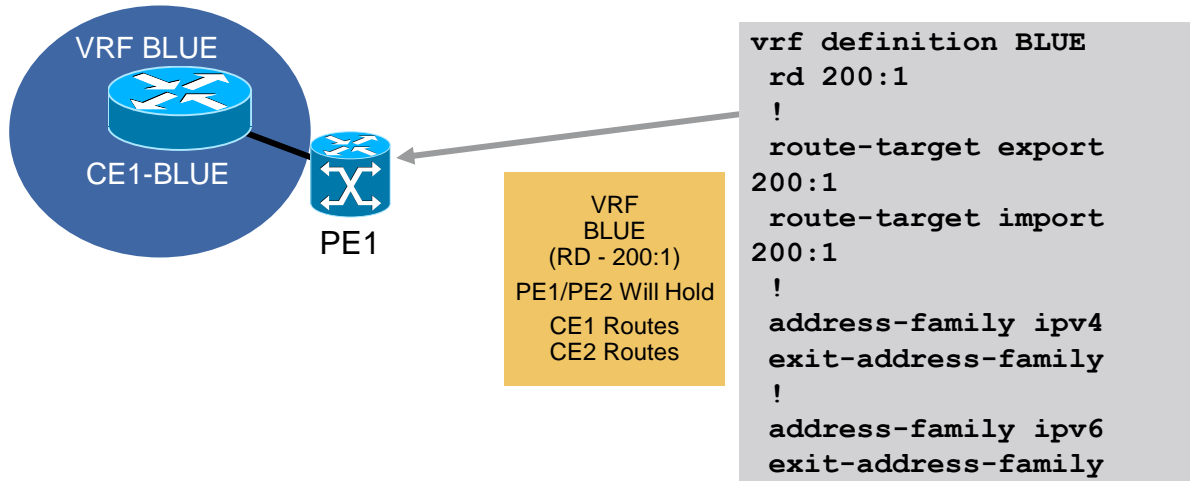 VRF BLUE
CE1-BLUE
PE1
VRF
BLUE
(RD - 200:1)
PE1/PE2 Will Hold
CE1 Routes
CE2 Routes
vrf definition BLUE
rd 200:1
!
route-target export
200:1
route-target import
200:1
!
address-family ipv4
exit-address-family
!
address-family ipv6
exit-address-family